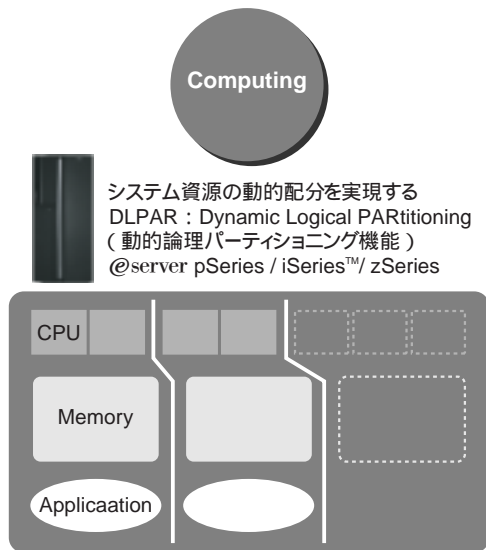 Computing
システム資源の動的配分を実現する
DLPAR : Dynamic Logical PARtitioning
( 動的論理パーティショニング機能 )
@server pSeries / iSeries™/ zSeries
CPU
Memory
Applicaation